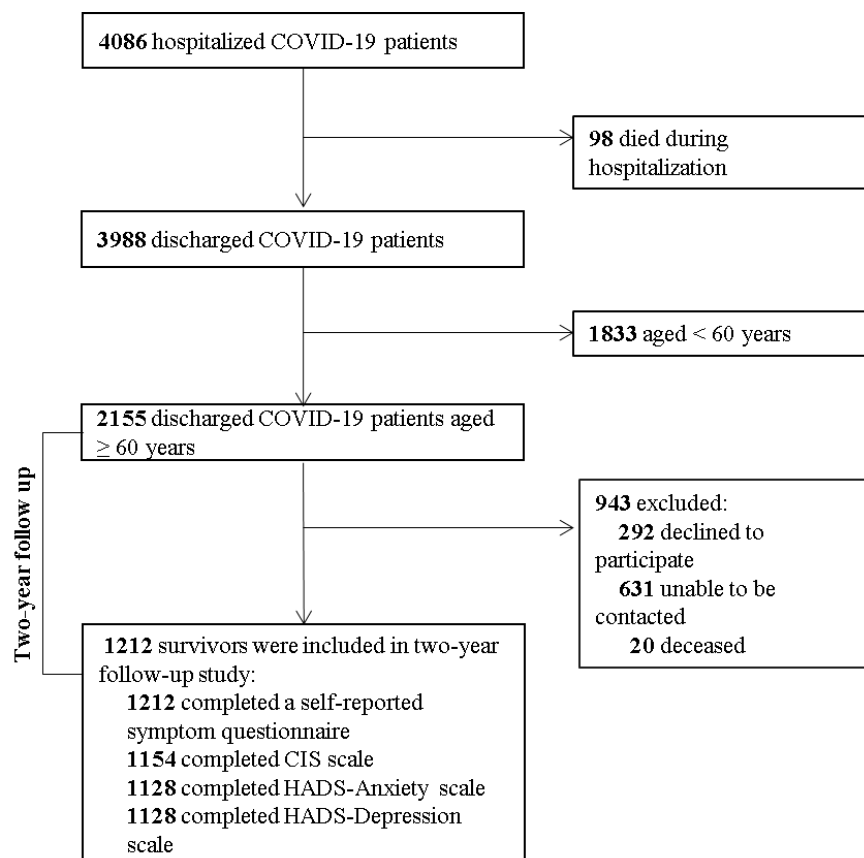 4086 hospitalized COVID-19 patients
98 died during
hospitalization
3988 discharged COVID-19 patients
1833 aged < 60 years
2155 discharged COVID-19 patients aged
≥ 60 years
Two-year follow up
943 excluded:
292 declined to
participate
631 unable to be
contacted
20 deceased
1212 survivors were included in two-year
follow-up study:
1212 completed a self-reported
symptom questionnaire
1154 completed CIS scale
1128 completed HADS-Anxiety scale
1128 completed HADS-Depression
scale